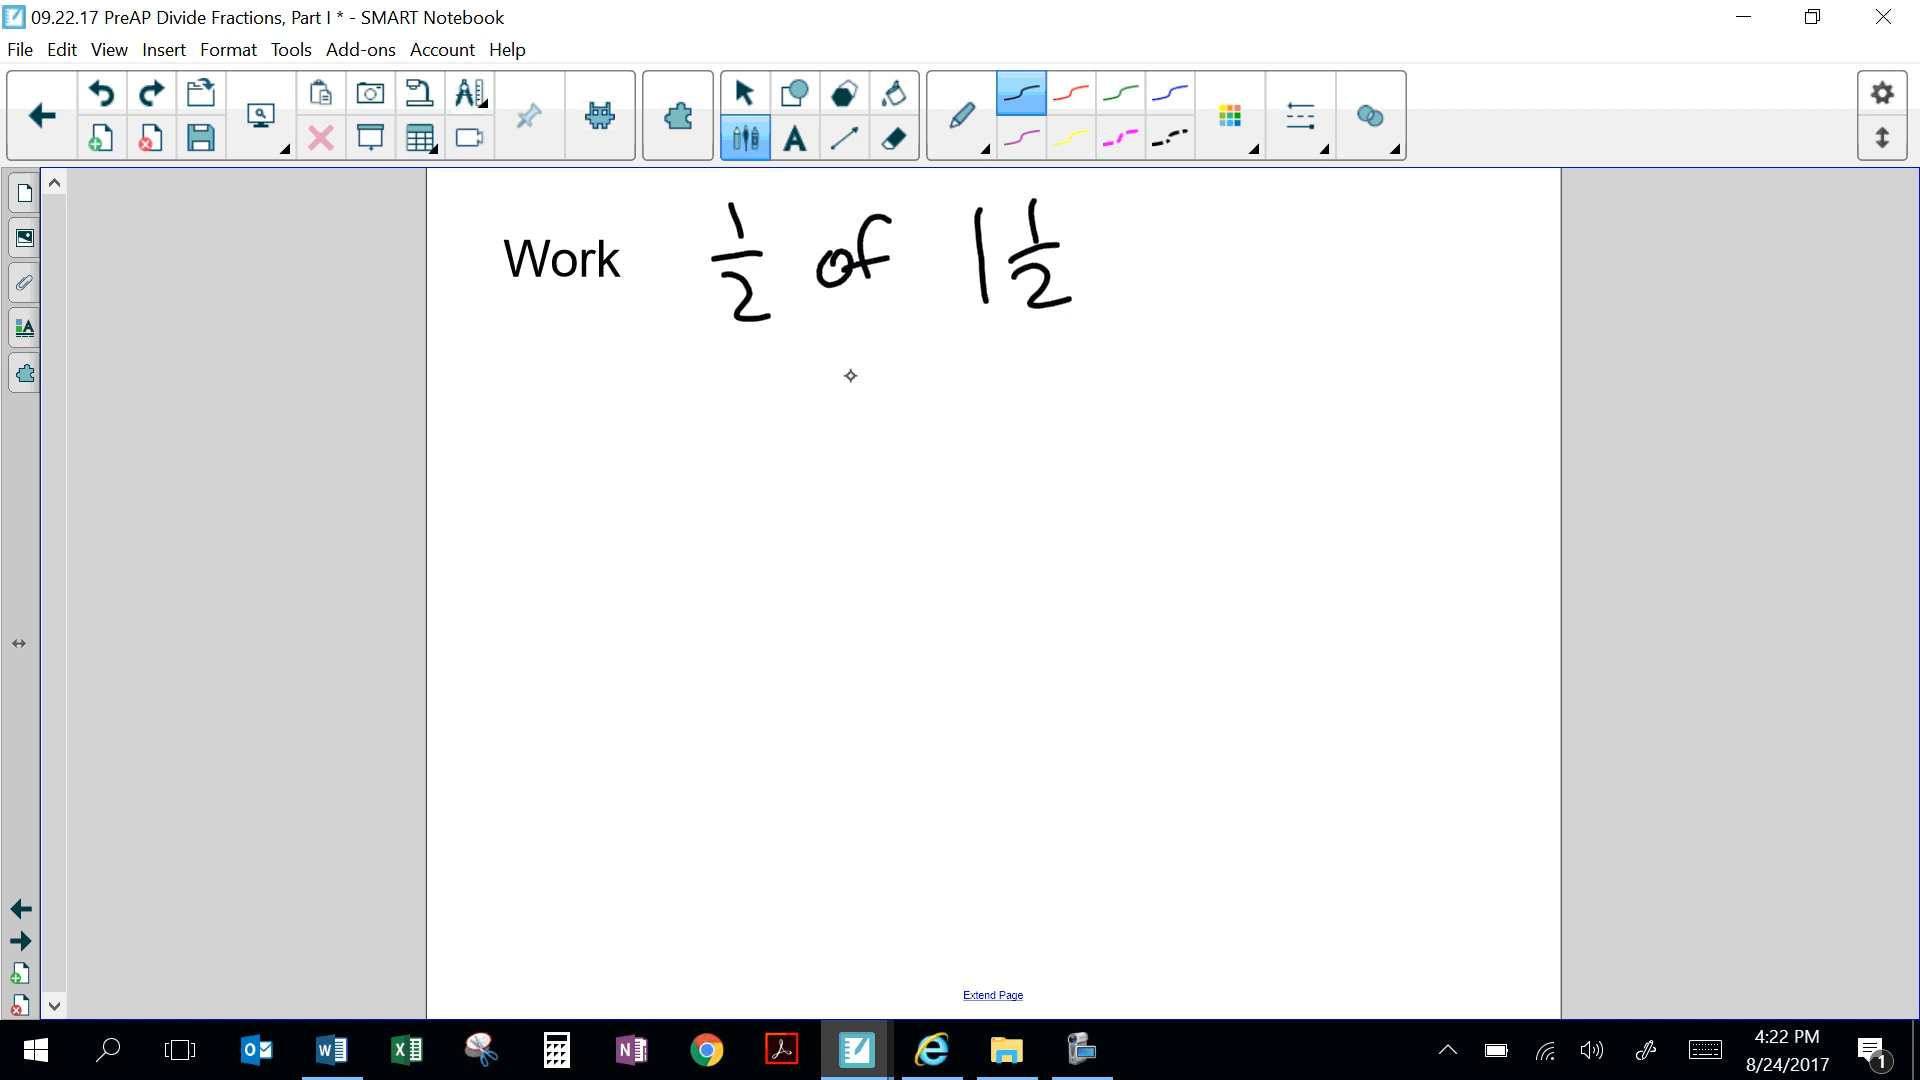 09.22.17 PreAP Divide Fractions, Part I * - SMART Notebook
File Edit View Insert Format Tools Add-ons Account Help
Work 1/2 of 1 1/2
Extend Page
4:22 PM
8/24/2017
1